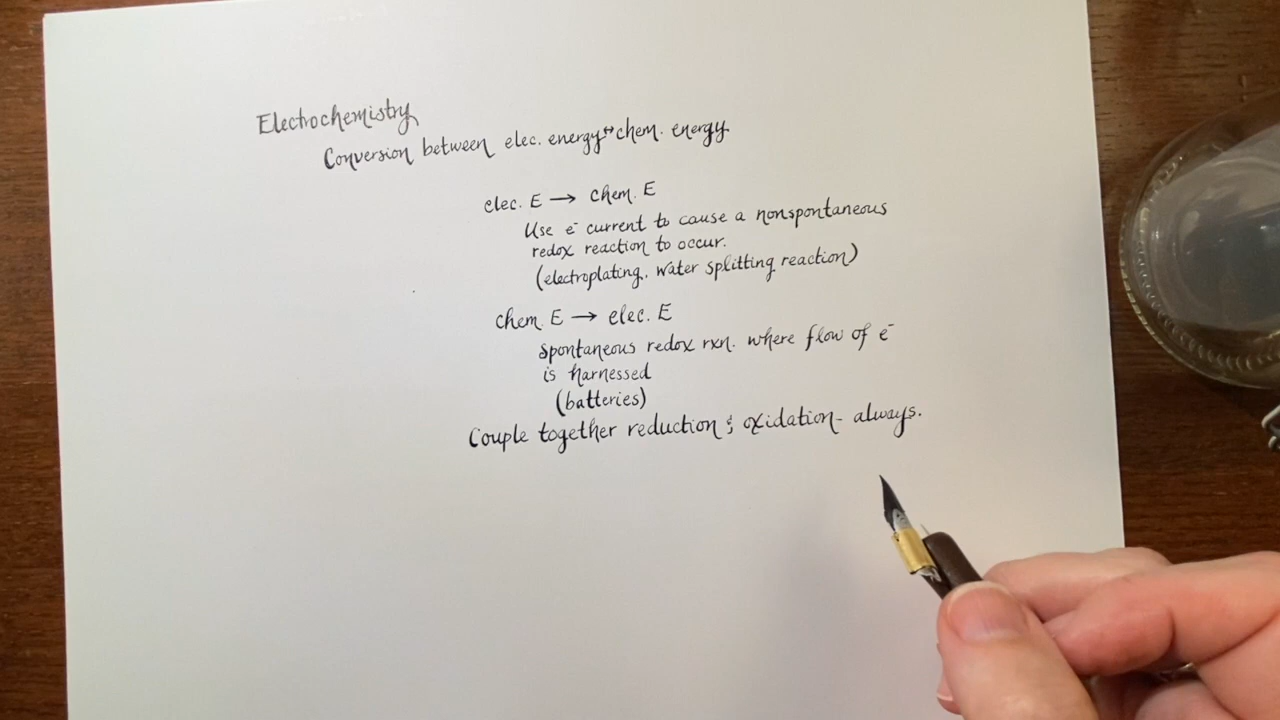 Electrochemistry
Conversion between elec. energy ↔ chem. energy
elec. E → chem. E
Use e⁻ current to cause a nonspontaneous
redox reaction to occur.
(electroplating, water splitting reaction)
chem. E → elec. E
spontaneous redox rxn. where flow of e⁻
is harnessed
(batteries)
Couple together reduction & oxidation - always.